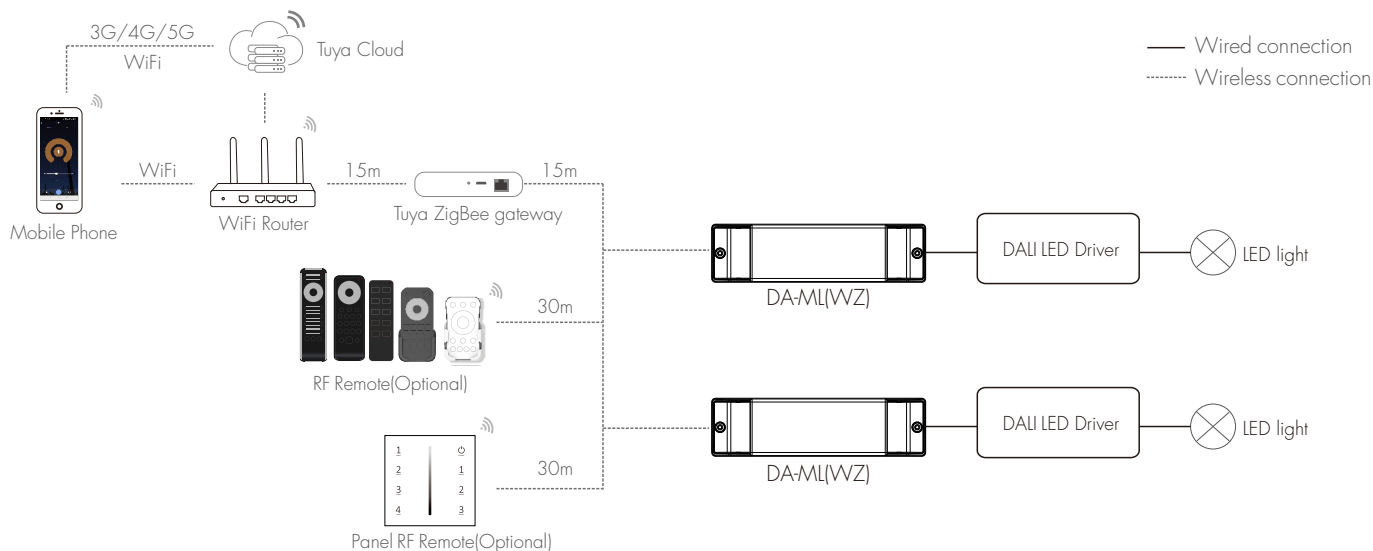 3G/4G/5G
WiFi
Tuya Cloud
Wired connection
Wireless connection
WiFi
15m
15m
Mobile Phone
WiFi Router
Tuya ZigBee gateway
DALI LED Driver
LED light
DA-ML(WZ)
30m
RF Remote(Optional)
DALI LED Driver
LED light
DA-ML(WZ)
1
2
1
3
2
4
3
30m
Panel RF Remote(Optional)